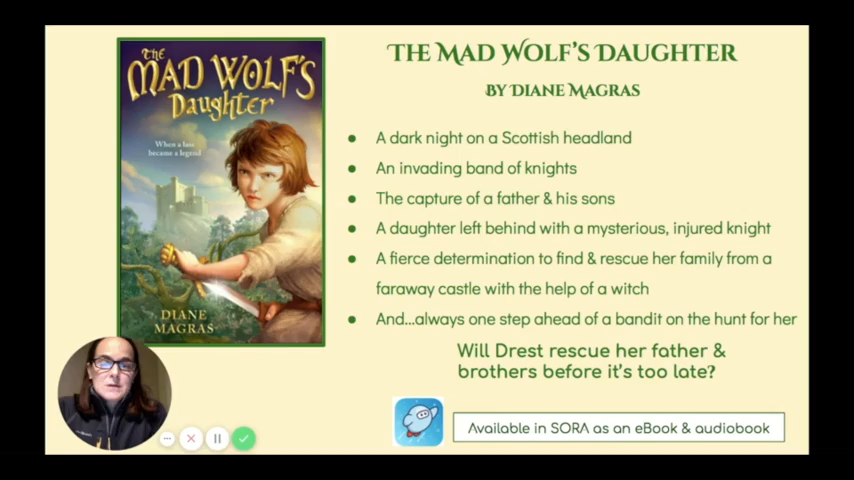 THE MAD WOLF'S DAUGHTER
BY DIANE MAGRAS
The
MAD WOLF'S
Daughter
When a lass
became a legend
DIANE
MAGRAS
• A dark night on a Scottish headland
• An invading band of knights
• The capture of a father & his sons
• A daughter left behind with a mysterious, injured knight
• A fierce determination to find & rescue her family from a
faraway castle with the help of a witch
• And...always one step ahead of a bandit on the hunt for her
Will Drest rescue her father &
brothers before it's too late?
Available in SORA as an eBook & audiobook